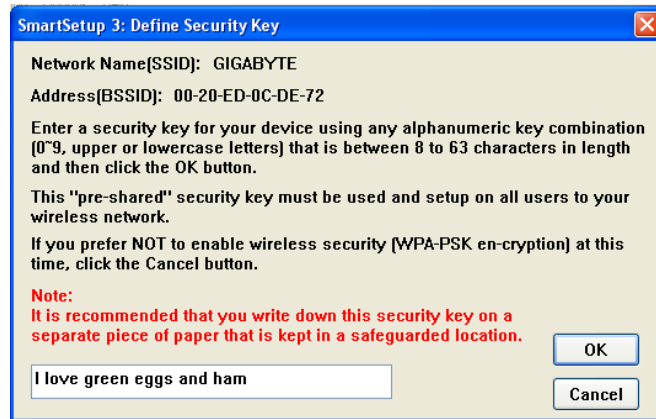 SmartSetup 3: Define Security Key
Network Name(SSID): GIGABYTE
Address(BSSID): 00-20-ED-0C-DE-72
Enter a security key for your device using any alphanumeric key combination
(0~9, upper or lowercase letters) that is between 8 to 63 characters in length
and then click the OK button.
This "pre-shared" security key must be used and setup on all users to your
wireless network.
If you prefer NOT to enable wireless security (WPA-PSK en-cryption) at this
time, click the Cancel button.
Note:
It is recommended that you write down this security key on a
separate piece of paper that is kept in a safeguarded location.
OK
I love green eggs and ham
Cancel